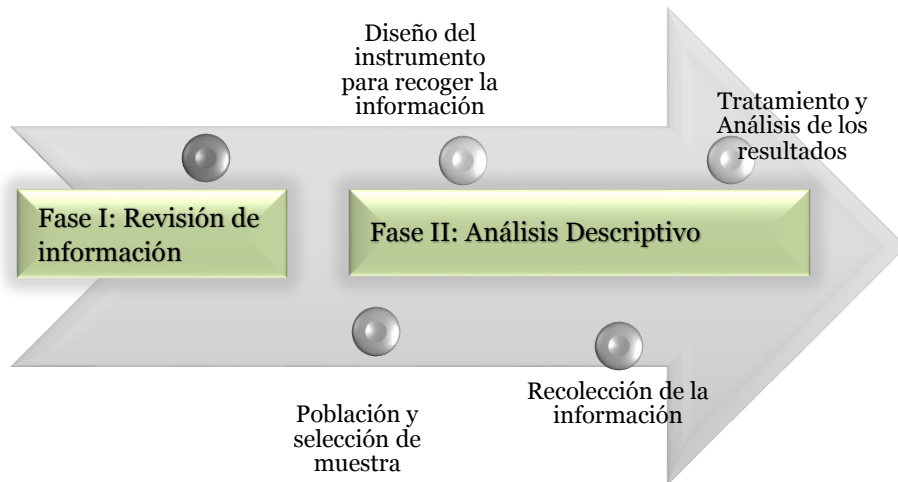 Diseño del
instrumento
para recoger la
información
Tratamiento y
Análisis de los
resultados
Fase I: Revisión de
información
Fase II: Análisis Descriptivo
Población y
selección de
muestra
Recolección de la
información